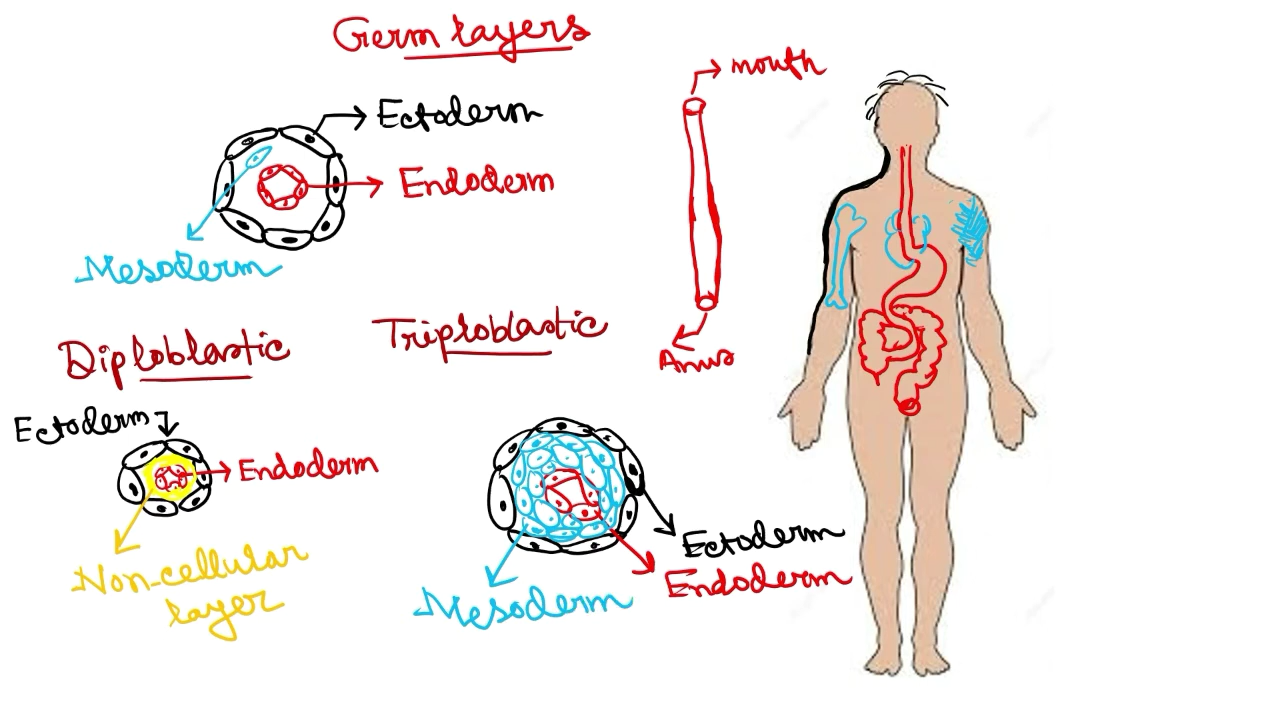 Germ layers
Ectoderm
Endoderm
Mesoderm
mouth
Anus
Diploblastic
Ectoderm
Endoderm
Non-cellular
layer
Triploblastic
Ectoderm
Endoderm
Mesoderm